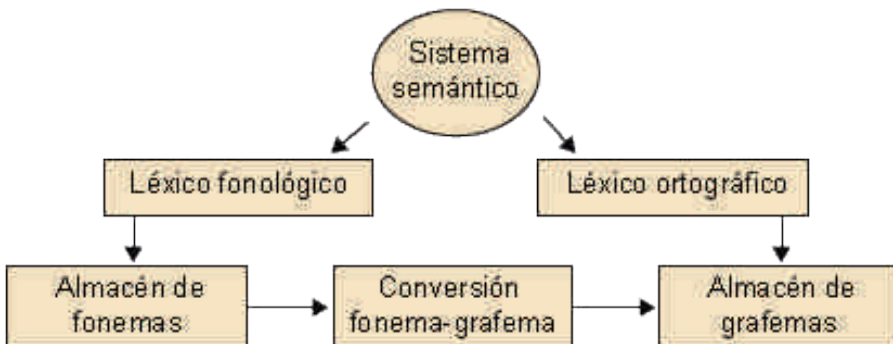 Sistema
semántico
Léxico fonológico
Léxico ortográfico
Almacén de
fonemas
Conversión
fonema-grafema
Almacén de
grafemas